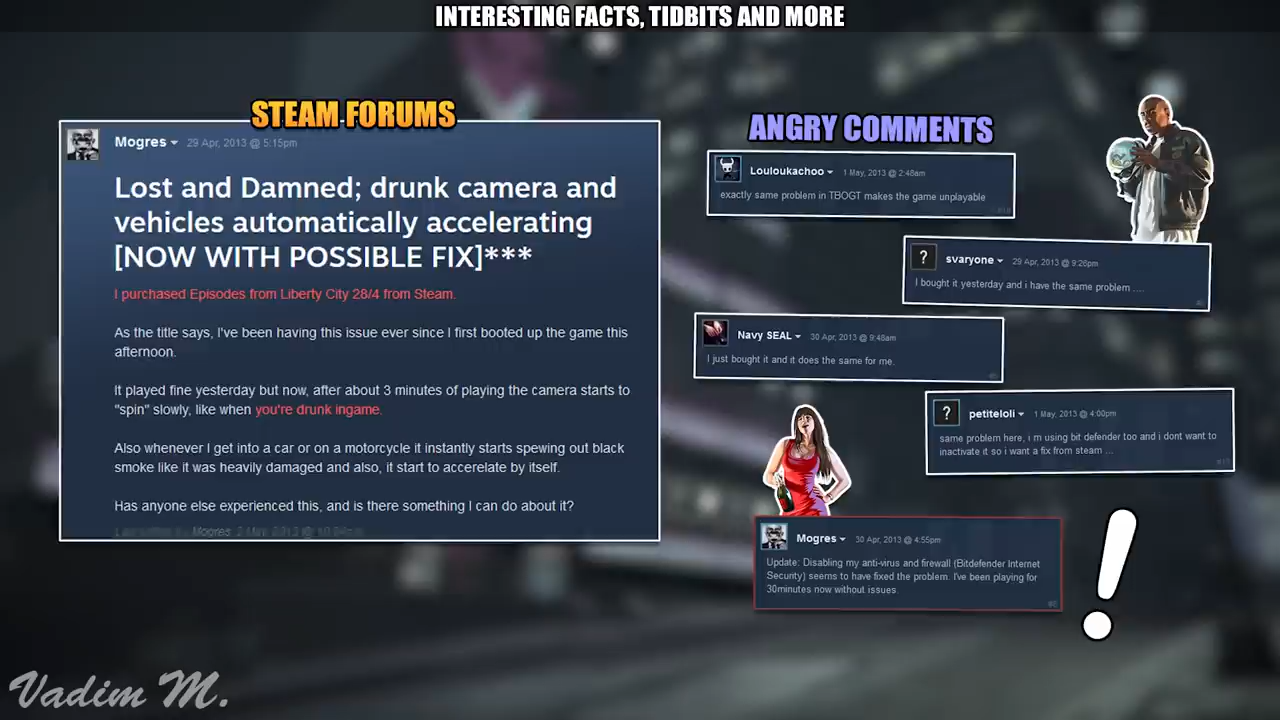 INTERESTING FACTS, TIDBITS AND MORE
STEAM FORUMS
Mogres 29 Apr, 2013 @ 5:15pm
Lost and Damned; drunk camera and
vehicles automatically accelerating
[NOW WITH POSSIBLE FIX]***
I purchased Episodes from Liberty City 28/4 from Steam.
As the title says, I've been having this issue ever since I first booted up the game this
afternoon.
It played fine yesterday but now, after about 3 minutes of playing the camera starts to
"spin" slowly, like when you're drunk ingame.
Also whenever I get into a car or on a motorcycle it instantly starts spewing out black
smoke like it was heavily damaged and also, it start to accerelate by itself.
Has anyone else experienced this, and is there something I can do about it?
ANGRY COMMENTS
Louloukachoo 1 May, 2013 @ 2:48am
exactly same problem in TBOGT makes the game unplayable
svaryone 29 Apr, 2013 @ 9:26pm
I bought it yesterday and i have the same problem ....
Navy SEAL 30 Apr, 2013 @ 9:48am
I just bought it and it does the same for me.
petiteloli 1 May, 2013 @ 4:00pm
same problem here, i m using bit defender too and i dont want to
inactivate it so i want a fix from steam ...
Mogres 30 Apr, 2013 @ 4:55pm
Update: Disabling my anti-virus and firewall (Bitdefender Internet
Security) seems to have fixed the problem. I've been playing for
30minutes now without issues.
!
Vadim M.